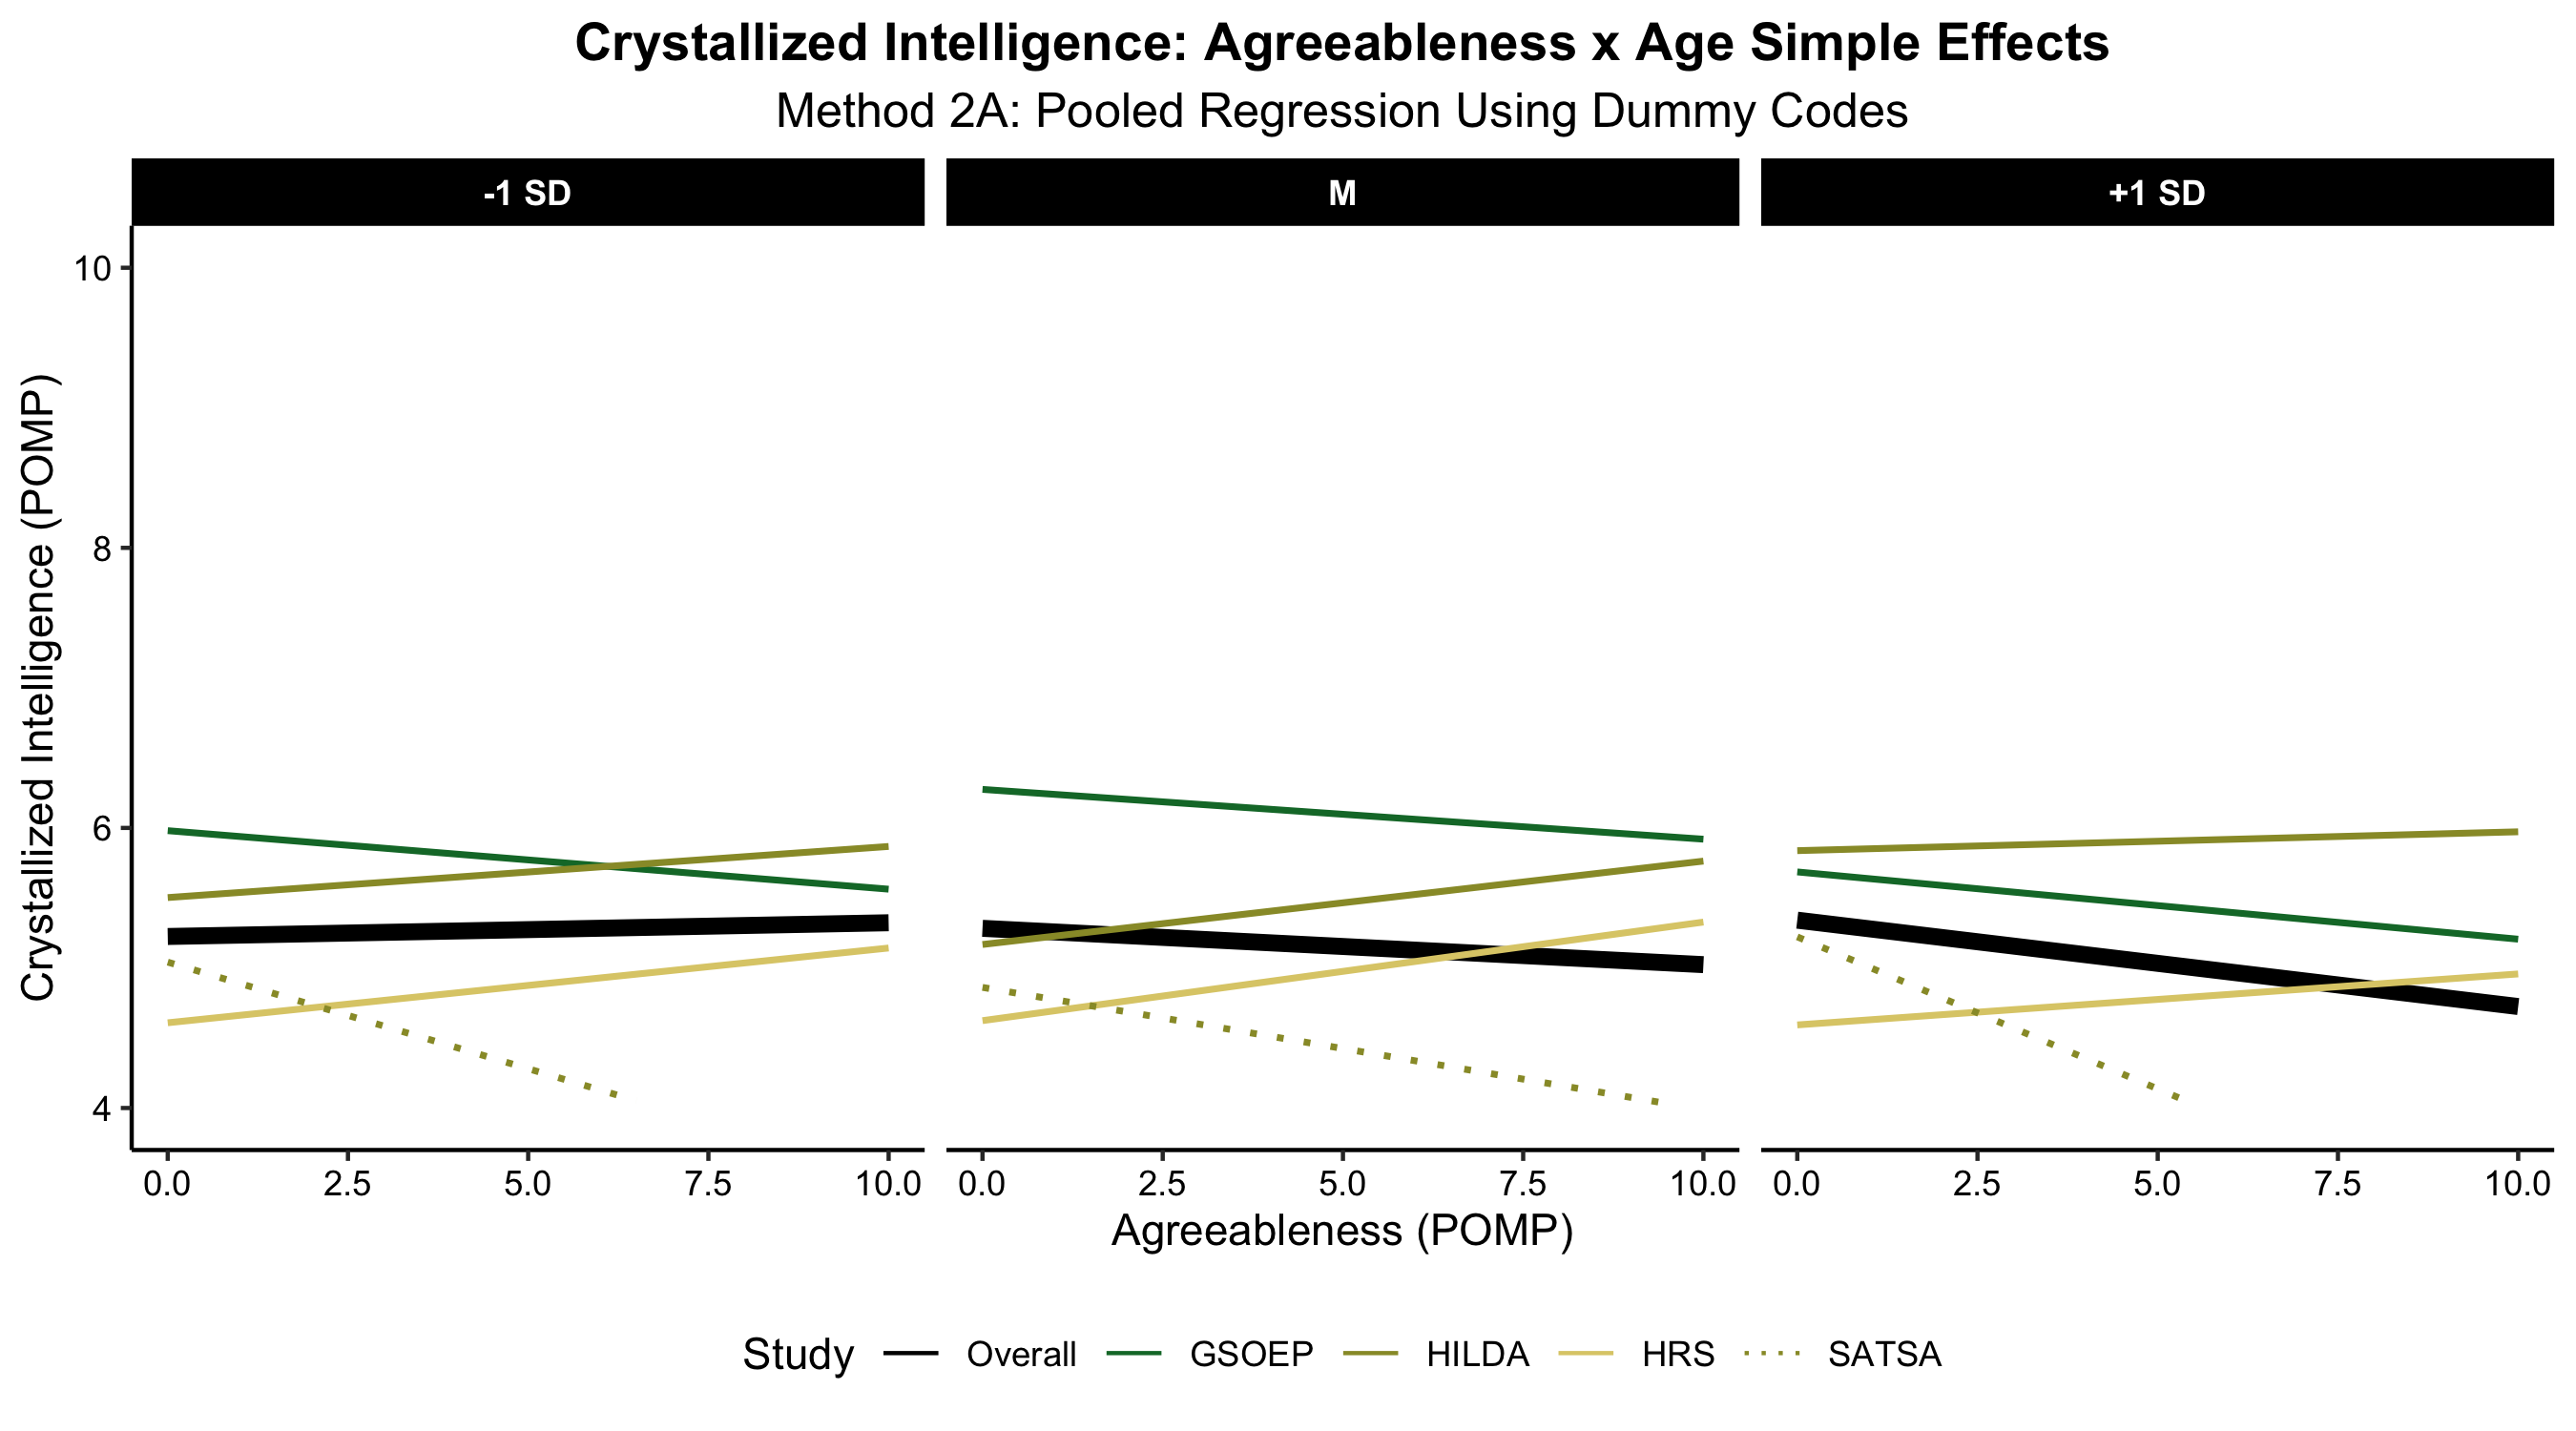 Crystallized Intelligence: Agreeableness x Age Simple Effects
Method 2A: Pooled Regression Using Dummy Codes
-1 SD
M
+1 SD
Crystallized Intelligence (POMP)
10
8
6
4
0.0 2.5 5.0 7.5 10.0 0.0 2.5 5.0 7.5 10.0 0.0 2.5 5.0 7.5 10.0
Agreeableness (POMP)
Study Overall GSOEP HILDA HRS SATSA